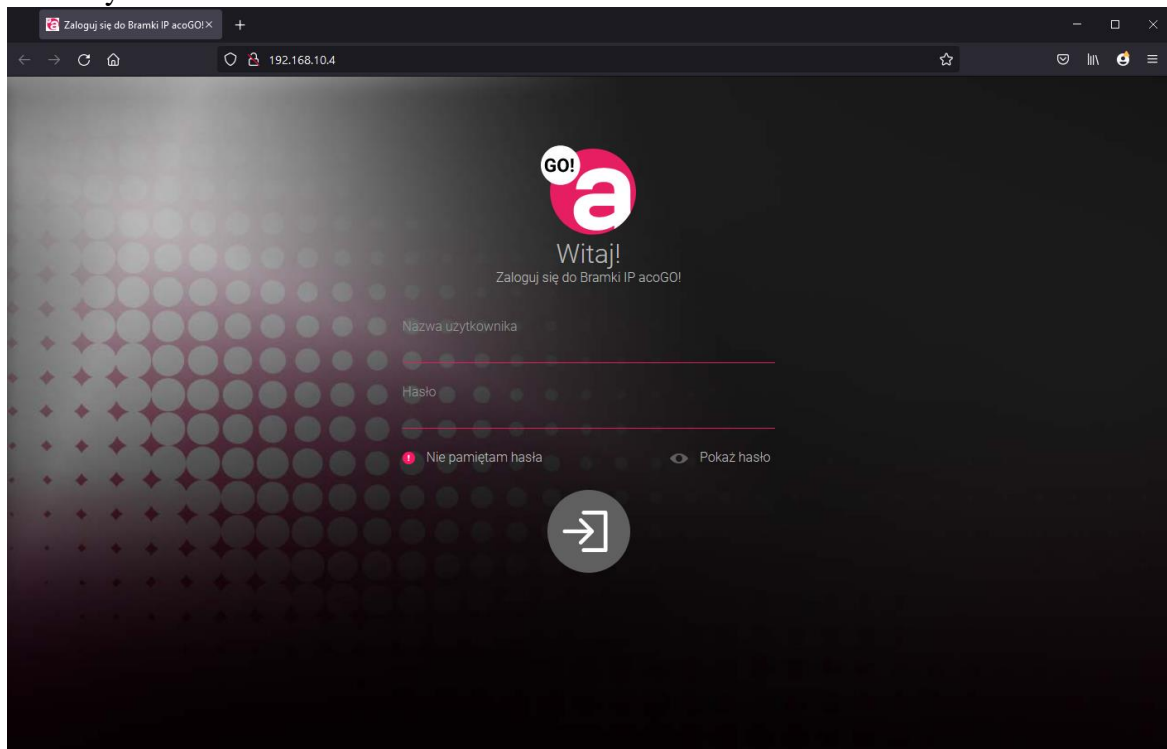 Zaloguj się do Bramki IP acoGO!
192.168.10.4
GO!
a
Witaj!
Zaloguj się do Bramki IP acoGO!
Nazwa użytkownika
Hasło
Nie pamiętam hasła
Pokaż hasło